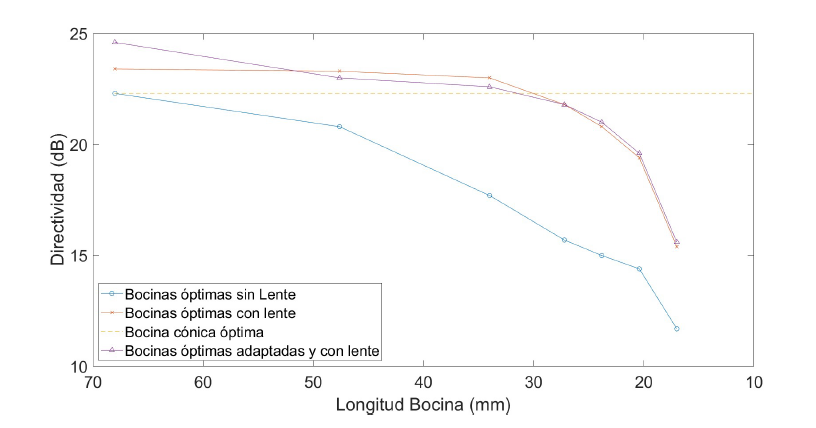 25
20
15
10
Directividad (dB)
Bocinas óptimas sin Lente
Bocinas óptimas con lente
Bocina cónica óptima
Bocinas óptimas adaptadas y con lente
70 60 50 40 30 20 10
Longitud Bocina (mm)